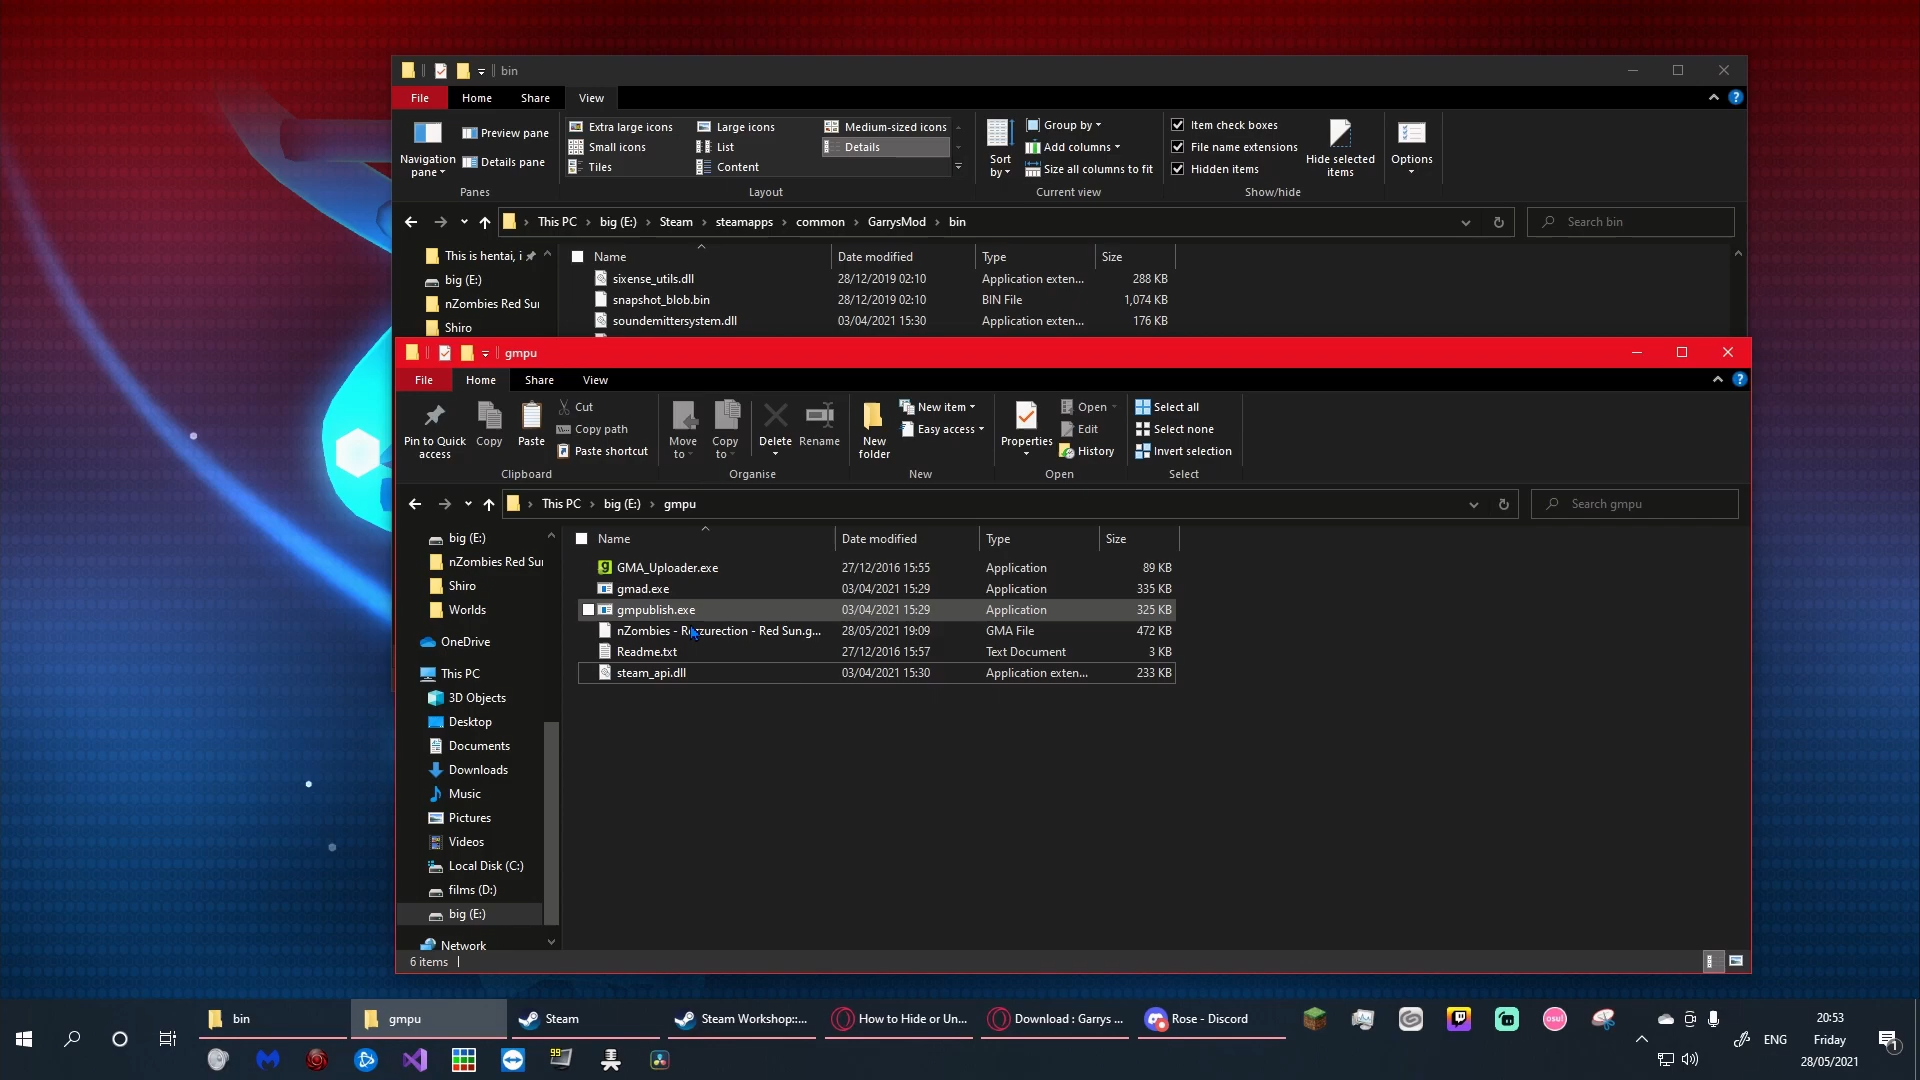 bin
File Home Share View
Navigation pane
Preview pane
Details pane
Panes
Extra large icons Large icons Medium-sized icons
Small icons List Details
Tiles Content
Layout
Sort by
Group by
Add columns
Size all columns to fit
Current view
Item check boxes
File name extensions
Hidden items
Hide selected items
Show/hide
Options
This PC big (E:) Steam steamapps common GarrysMod bin
Search bin
This is hentai, i
big (E:)
nZombies Red Sur
Shiro
Name Date modified Type Size
sixense_utils.dll 28/12/2019 02:10 Application exten... 288 KB
snapshot_blob.bin 28/12/2019 02:10 BIN File 1,074 KB
soundemittersystem.dll 03/04/2021 15:30 Application exten... 176 KB
gmpu
File Home Share View
Pin to Quick access
Copy
Paste
Cut
Copy path
Paste shortcut
Clipboard
Move to
Copy to
Delete
Rename
Organise
New folder
New item
Easy access
New
Properties
Open
Edit
History
Open
Select all
Select none
Invert selection
Select
This PC big (E:) gmpu
Search gmpu
big (E:)
nZombies Red Sur
Shiro
Worlds
OneDrive
This PC
3D Objects
Desktop
Documents
Downloads
Music
Pictures
Videos
Local Disk (C:)
films (D:)
big (E:)
Network
Name Date modified Type Size
GMA_Uploader.exe 27/12/2016 15:55 Application 89 KB
gmad.exe 03/04/2021 15:29 Application 335 KB
gmpublish.exe 03/04/2021 15:29 Application 325 KB
nZombies - Rezzurection - Red Sun.g... 28/05/2021 19:09 GMA File 472 KB
Readme.txt 27/12/2016 15:57 Text Document 3 KB
steam_api.dll 03/04/2021 15:30 Application exten... 233 KB
6 items
bin
gmpu
Steam
Steam Workshop::...
How to Hide or Un...
Download : Garrys ...
Rose - Discord
osu!
99
ENG
20:53
Friday
28/05/2021
1